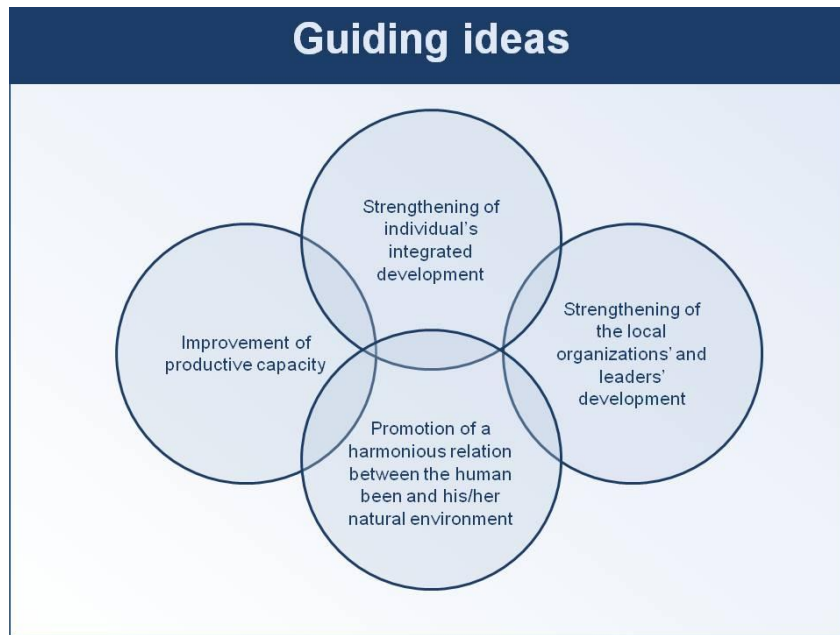 Guiding ideas
Strengthening of
individual's
integrated
development
Improvement of
productive capacity
Strengthening of
the local
organizations' and
leaders'
development
Promotion of a
harmonious relation
between the human
been and his/her
natural environment